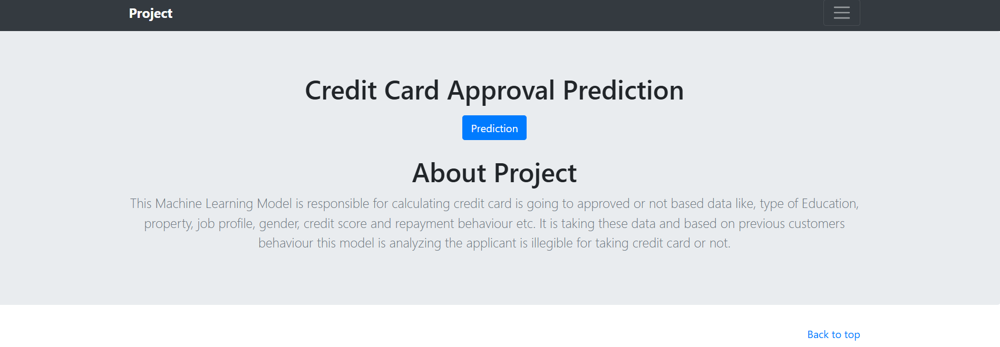 Project
Credit Card Approval Prediction
Prediction
About Project
This Machine Learning Model is responsible for calculating credit card is going to approved or not based data like, type of Education,
property, job profile, gender, credit score and repayment behaviour etc. It is taking these data and based on previous customers
behaviour this model is analyzing the applicant is illegible for taking credit card or not.
Back to top